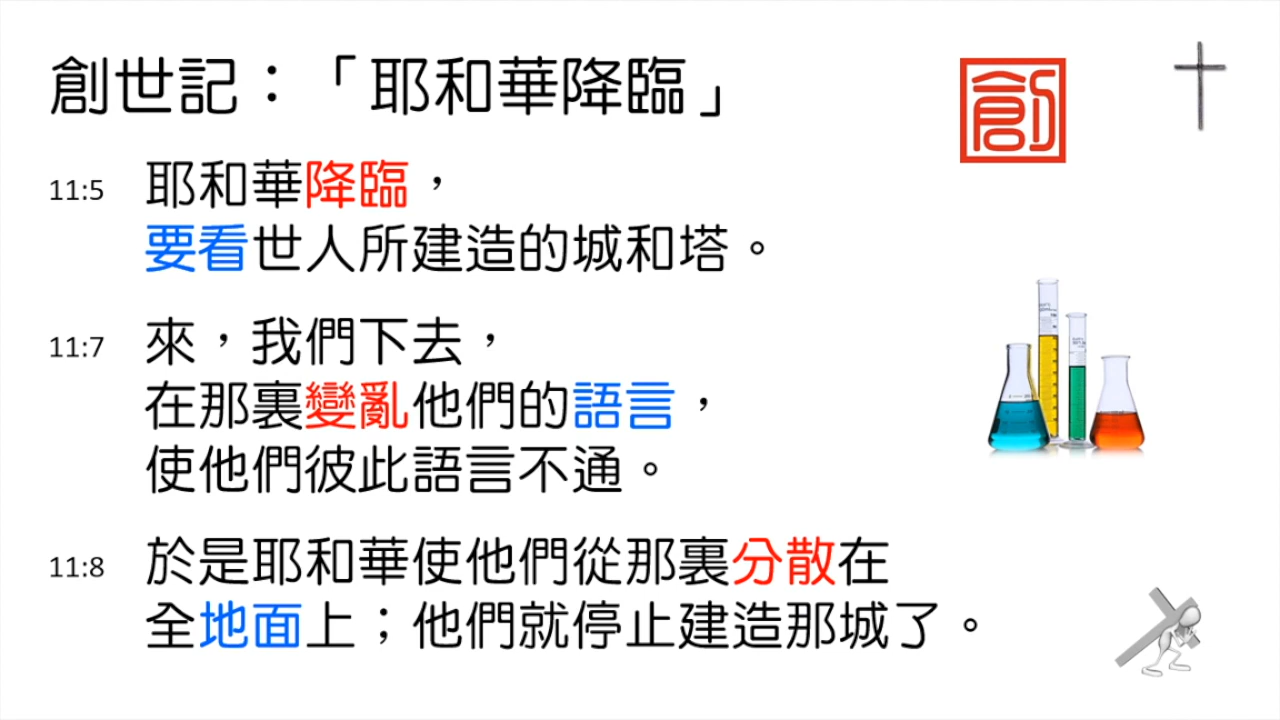 創世記：「耶和華降臨」
創
11:5 耶和華降臨，
要看世人所建造的城和塔。
11:7 來，我們下去，
在那裏變亂他們的語言，
使他們彼此語言不通。
11:8 於是耶和華使他們從那裏分散在
全地面上；他們就停止建造那城了。